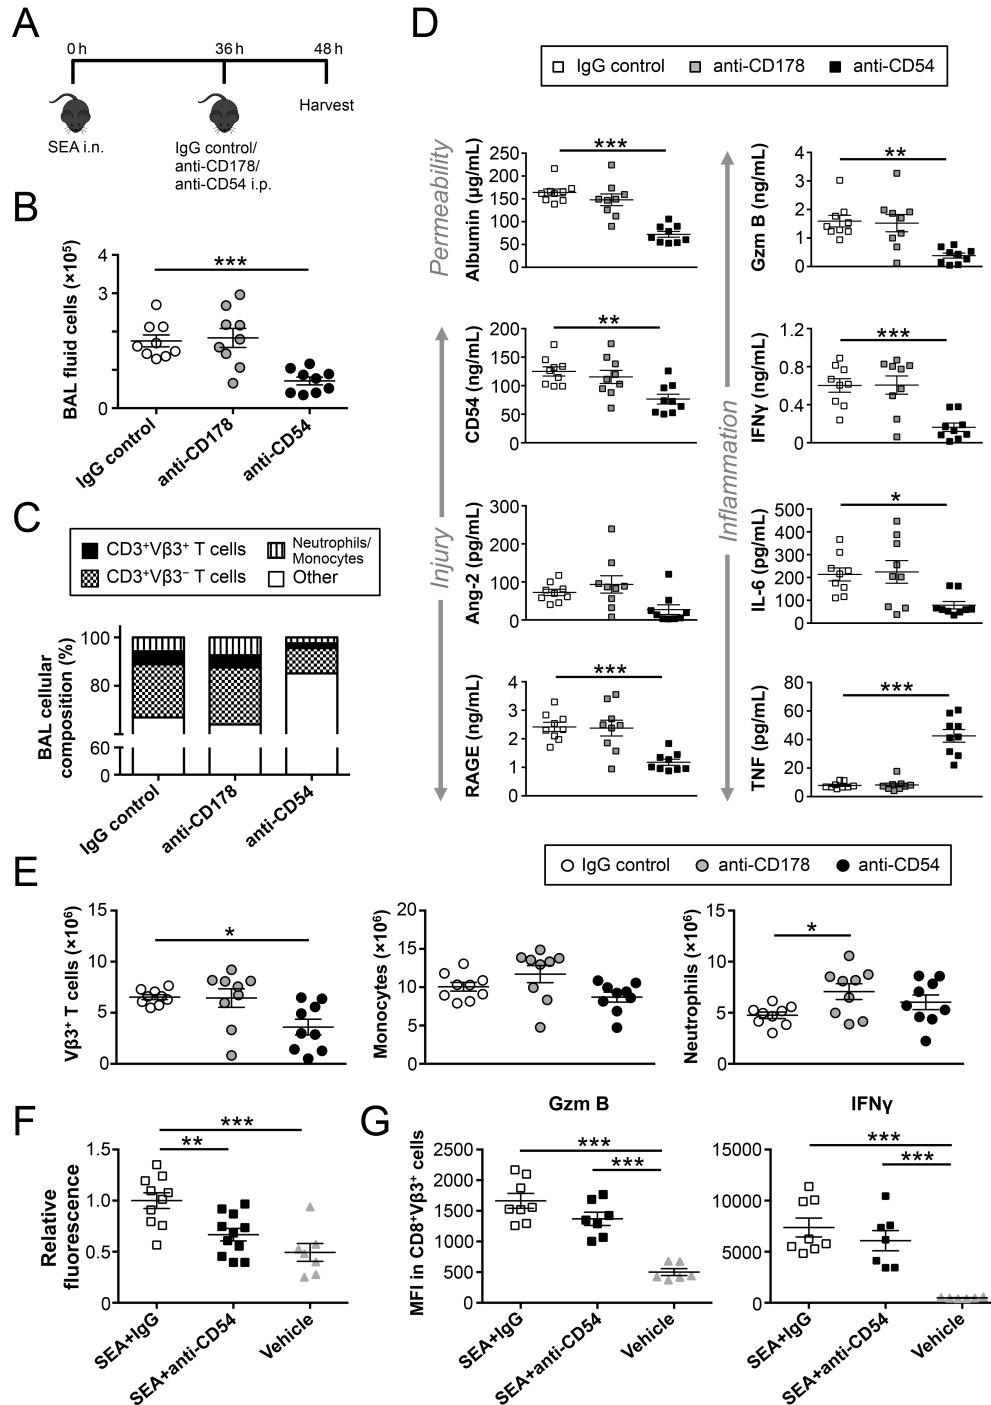 A
0 h
36 h
48 h
SEA i.n.
IgG control/
anti-CD178/
anti-CD54 i.p.
Harvest
B
BAL fluid cells (×10⁵)
4
3
0
***
IgG control
anti-CD178
anti-CD54
C
CD3⁺Vβ3⁺ T cells
CD3⁺Vβ3⁻ T cells
Neutrophils/
Monocytes
Other
BAL cellular
composition (%)
100
80
60
0
IgG control
anti-CD178
anti-CD54
D
IgG control
anti-CD178
anti-CD54
Permeability
Injury
Inflammation
Albumin (µg/mL)
250
200
150
100
50
0
***
CD54 (ng/mL)
200
150
100
50
0
**
Ang-2 (pg/mL)
300
200
100
0
RAGE (ng/mL)
4
3
2
1
0
***
Gzm B (ng/mL)
4
3
2
1
0
**
IFNγ (ng/mL)
1.2
0.8
0.4
0
***
IL-6 (pg/mL)
500
400
300
200
100
0
*
TNF (pg/mL)
80
60
40
20
0
***
E
IgG control
anti-CD178
anti-CD54
Vβ3⁺ T cells (×10⁶)
15
10
5
0
*
Monocytes (×10⁶)
20
15
10
5
0
Neutrophils (×10⁶)
15
10
5
0
*
F
Relative
fluorescence
1.5
1.0
0.5
0
***
**
SEA+IgG
SEA+anti-CD54
Vehicle
G
Gzm B
MFI in CD8⁺Vβ3⁺ cells
2500
2000
1500
1000
500
0
***
***
SEA+IgG
SEA+anti-CD54
Vehicle
IFNγ
15000
10000
5000
0
***
***
SEA+IgG
SEA+anti-CD54
Vehicle